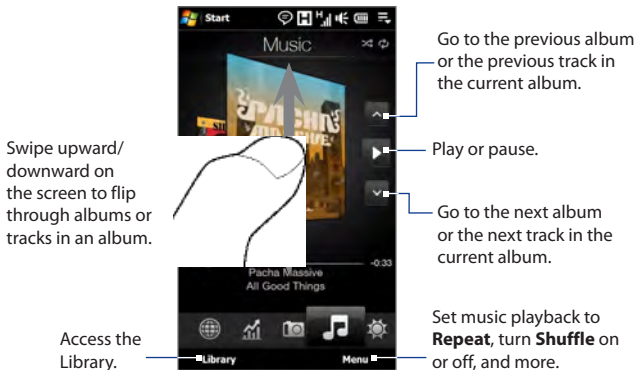 Start
Music
Go to the previous album
or the previous track in
the current album.
Play or pause.
Swipe upward/
downward on
the screen to flip
through albums or
tracks in an album.
Go to the next album
or the next track in the
current album.
PACHA
MASSIVE
-0:33
Pacha Massive
All Good Things
Access the
Library.
Library
Menu
Set music playback to
Repeat, turn Shuffle on
or off, and more.